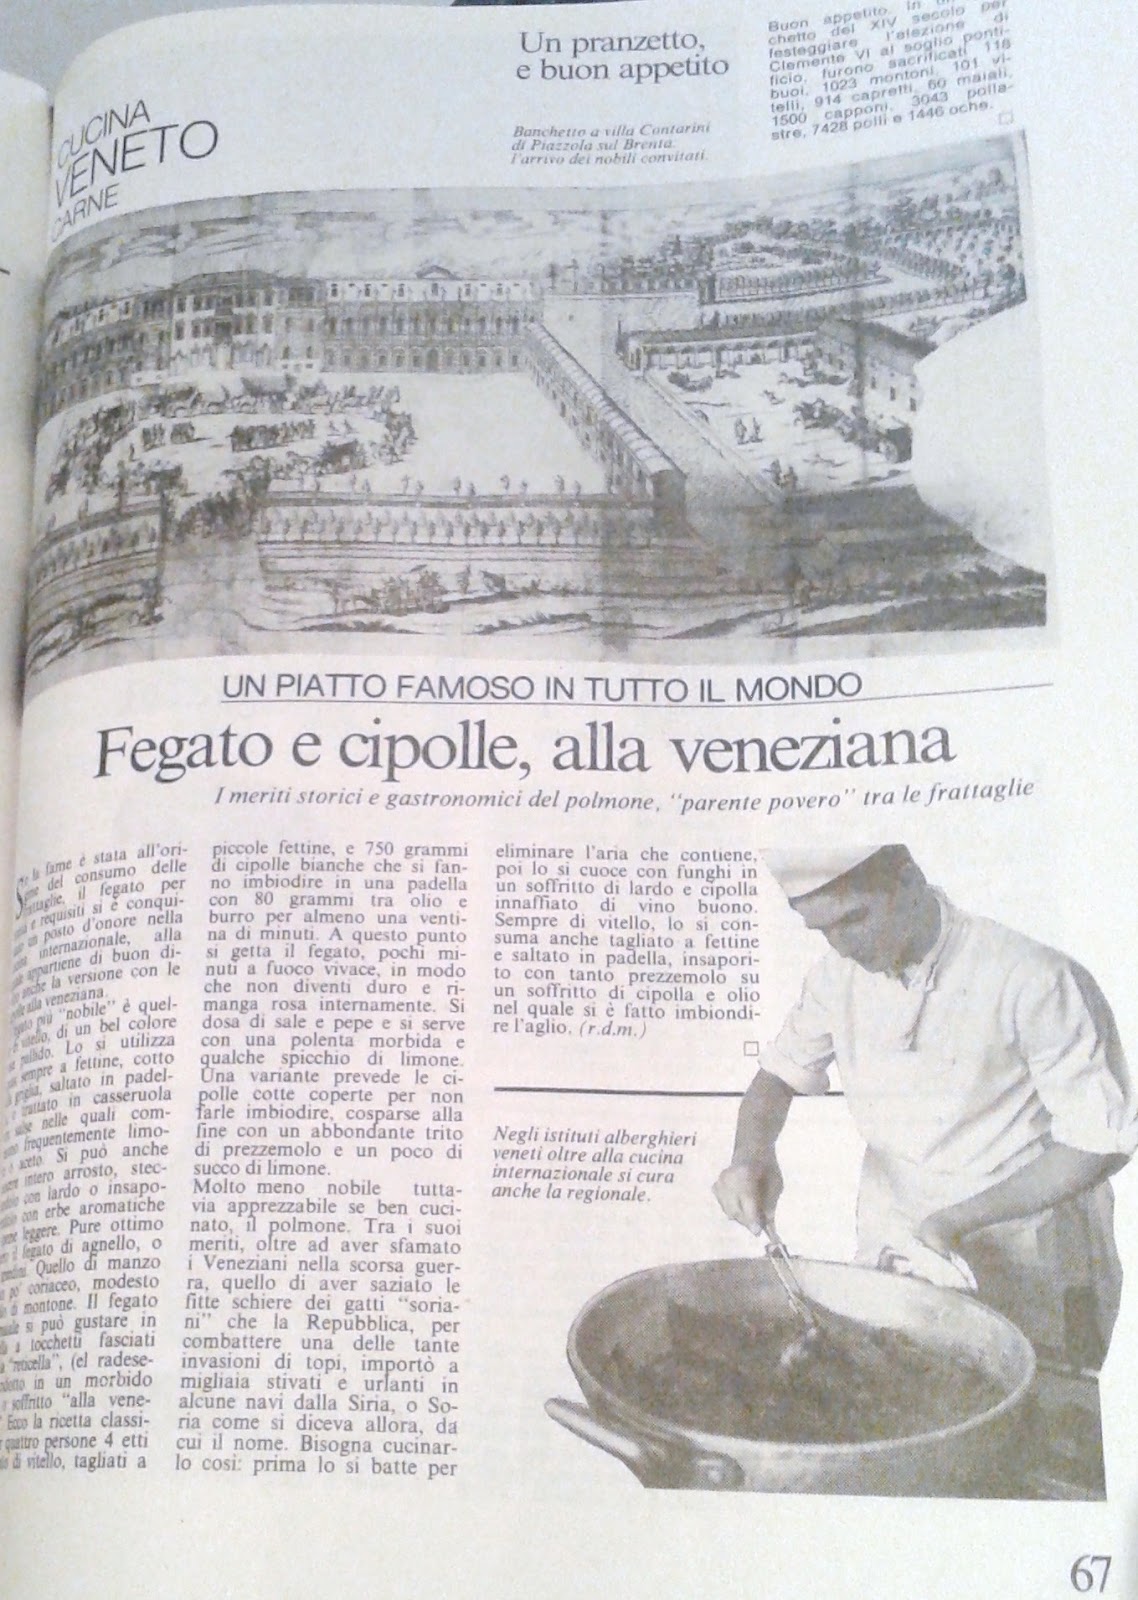 CUCINA
VENETO
CARNE
Un pranzetto,
e buon appetito
Banchetto a villa Contarini
di Piazzola sul Brenta.
l'arrivo dei nobili convitati.
Buon appetito. In un
chetto del XIV secolo per
festeggiare l'elezione di
Clemente VI al soglio ponti-
ficio, furono sacrificati 118
buoi, 1023 montoni, 101 vi-
telli, 914 capretti, 60 maiali,
1500 capponi, 3043 polla-
stre, 7428 polli e 1446 oche.
UN PIATTO FAMOSO IN TUTTO IL MONDO
Fegato e cipolle, alla veneziana
I meriti storici e gastronomici del polmone, "parente povero" tra le frattaglie
Se la fame è stata all'ori-
gine del consumo delle
frattaglie, il fegato per
e requisiti si è conqui-
un posto d'onore nella
internazionale, alla
appartiene di buon di-
anche la versione con le
alla veneziana.
più "nobile" è quel-
vitello, di un bel colore
pallido. Lo si utilizza
sempre a fettine, cotto
griglia, saltato in padel-
o trattato in casseruola
salse nelle quali com-
frequentemente limo-
o aceto. Si può anche
intero arrosto, stec-
con lardo o insapo-
con erbe aromatiche
leggere. Pure ottimo
il fegato di agnello, o
Quello di manzo
po' coriaceo, modesto
di montone. Il fegato
si può gustare in
a tocchetti fasciati
"reticella", (el radese-
in un morbido
soffritto "alla vene-
Ecco la ricetta classi-
quattro persone 4 etti
di vitello, tagliati a
piccole fettine, e 750 grammi
di cipolle bianche che si fan-
no imbiodire in una padella
con 80 grammi tra olio e
burro per almeno una venti-
na di minuti. A questo punto
si getta il fegato, pochi mi-
nuti a fuoco vivace, in modo
che non diventi duro e ri-
manga rosa internamente. Si
dosa di sale e pepe e si serve
con una polenta morbida e
qualche spicchio di limone.
Una variante prevede le ci-
polle cotte coperte per non
farle imbiodire, cosparse alla
fine con un abbondante trito
di prezzemolo e un poco di
succo di limone.
Molto meno nobile tutta-
via apprezzabile se ben cuci-
nato, il polmone. Tra i suoi
meriti, oltre ad aver sfamato
i Veneziani nella scorsa guer-
ra, quello di aver saziato le
fitte schiere dei gatti "soria-
ni" che la Repubblica, per
combattere una delle tante
invasioni di topi, importò a
migliaia stivati e urlanti in
alcune navi dalla Siria, o So-
ria come si diceva allora, da
cui il nome. Bisogna cucinar-
lo così: prima lo si batte per
eliminare l'aria che contiene,
poi lo si cuoce con funghi in
un soffritto di lardo e cipolla
innaffiato di vino buono.
Sempre di vitello, lo si con-
suma anche tagliato a fettine
e saltato in padella, insapori-
to con tanto prezzemolo su
un soffritto di cipolla e olio
nel quale si è fatto imbiondi-
re l'aglio. (r.d.m.)
Negli istituti alberghieri
veneti oltre alla cucina
internazionale si cura
anche la regionale.
67